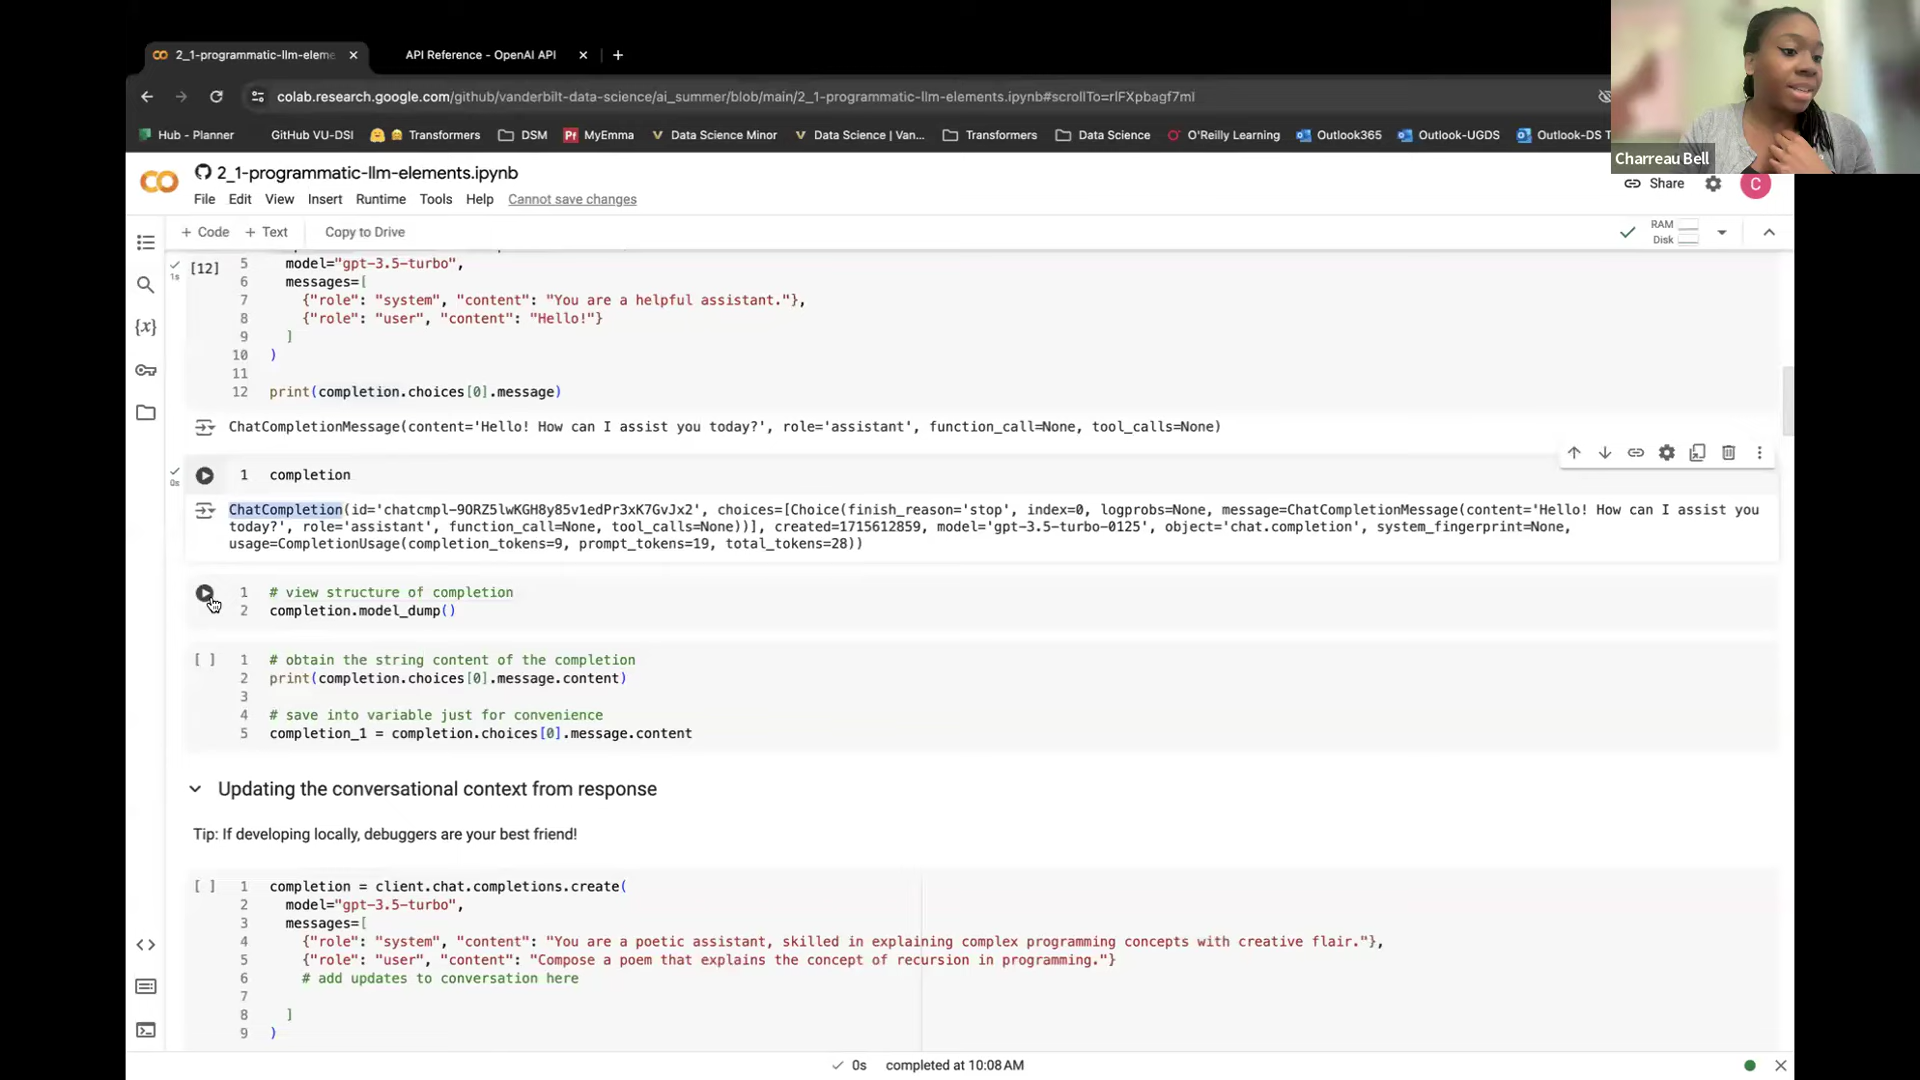 2_1-programmatic-llm-eleme
API Reference - OpenAI API
colab.research.google.com/github/vanderbilt-data-science/ai_summer/blob/main/2_1-programmatic-llm-elements.ipynb#scrollTo=rlFXpbagf7mI
Hub - Planner
GitHub VU-DSI
Transformers
DSM
MyEmma
Data Science Minor
Data Science | Van...
Transformers
Data Science
O'Reilly Learning
Outlook365
Outlook-UGDS
Outlook-DS T
Charreau Bell
2_1-programmatic-llm-elements.ipynb
Share
C
File Edit View Insert Runtime Tools Help Cannot save changes
+ Code + Text Copy to Drive
RAM
Disk
[12]
1s
5 model="gpt-3.5-turbo",
6 messages=[
7 {"role": "system", "content": "You are a helpful assistant."},
8 {"role": "user", "content": "Hello!"}
9 ]
10 )
11
12 print(completion.choices[0].message)
ChatCompletionMessage(content='Hello! How can I assist you today?', role='assistant', function_call=None, tool_calls=None)
0s
1 completion
ChatCompletion(id='chatcmpl-9ORZ5lwKGH8y85v1edPr3xK7GvJx2', choices=[Choice(finish_reason='stop', index=0, logprobs=None, message=ChatCompletionMessage(content='Hello! How can I assist you
today?', role='assistant', function_call=None, tool_calls=None))], created=1715612859, model='gpt-3.5-turbo-0125', object='chat.completion', system_fingerprint=None,
usage=CompletionUsage(completion_tokens=9, prompt_tokens=19, total_tokens=28))
1 # view structure of completion
2 completion.model_dump()
[ ] 1 # obtain the string content of the completion
2 print(completion.choices[0].message.content)
3
4 # save into variable just for convenience
5 completion_1 = completion.choices[0].message.content
Updating the conversational context from response
Tip: If developing locally, debuggers are your best friend!
[ ] 1 completion = client.chat.completions.create(
2 model="gpt-3.5-turbo",
3 messages=[
4 {"role": "system", "content": "You are a poetic assistant, skilled in explaining complex programming concepts with creative flair."},
5 {"role": "user", "content": "Compose a poem that explains the concept of recursion in programming."}
6 # add updates to conversation here
7
8 ]
9 )
0s completed at 10:08 AM